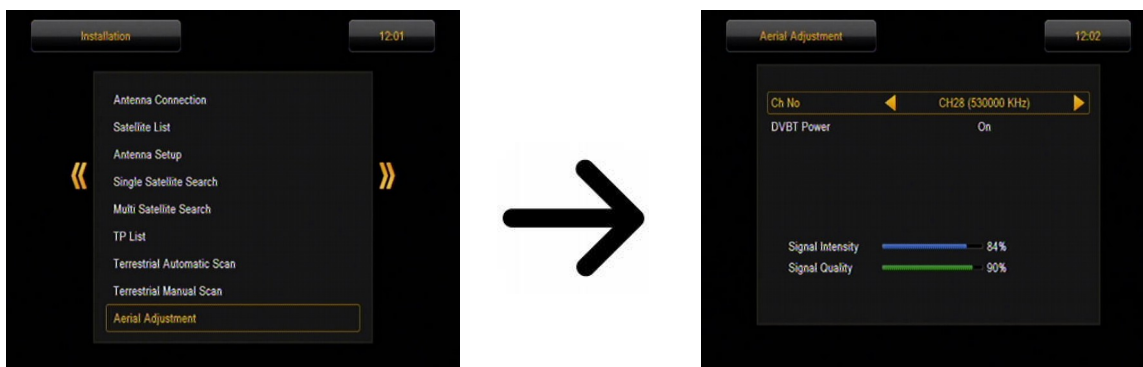 Installation
12:01
Antenna Connection
Satellite List
Antenna Setup
Single Satellite Search
Multi Satellite Search
TP List
Terrestrial Automatic Scan
Terrestrial Manual Scan
Aerial Adjustment
Aerial Adjustment
12:02
Ch No CH28 (530000 KHz)
DVBT Power On
Signal Intensity 84%
Signal Quality 90%